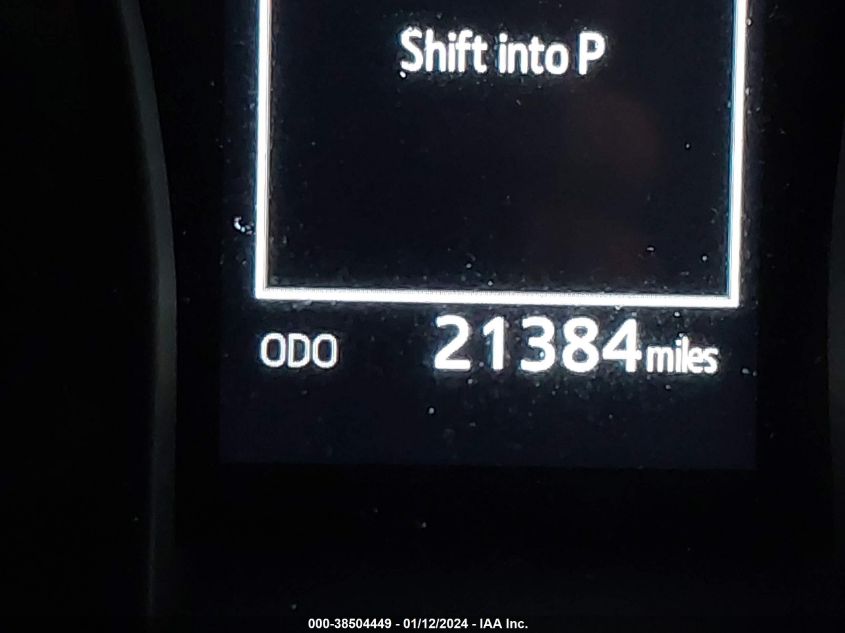 Shift into P
ODO 21384 miles
000-38504449 - 01/12/2024 - IAA Inc.